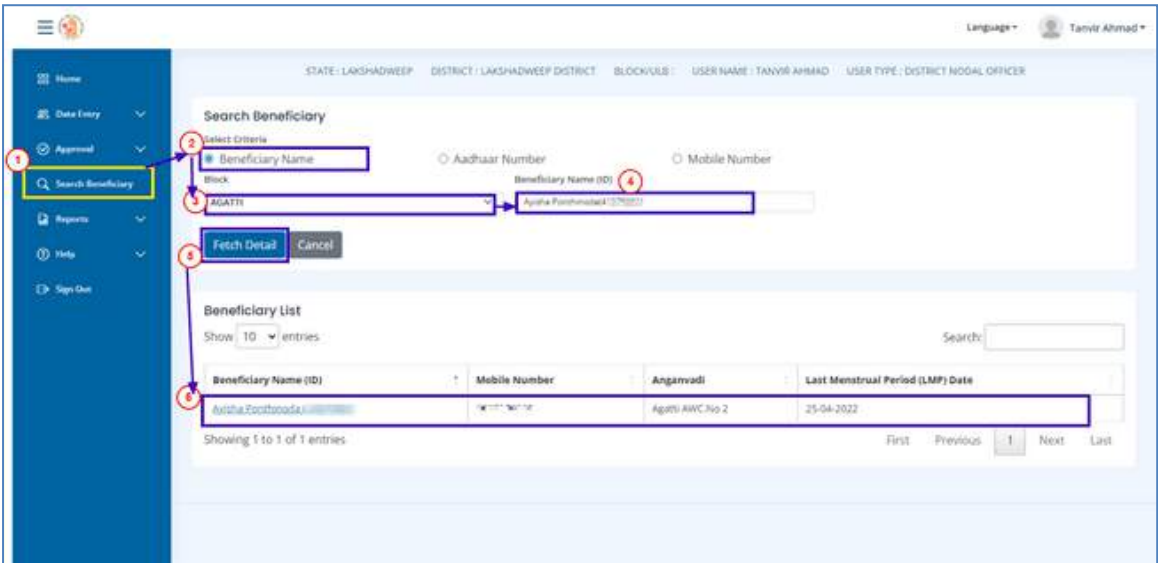 Language
Tanvir Ahmad
STATE : LAKSHADWEEP DISTRICT : LAKSHADWEEP DISTRICT BLOCK/ULB : USER NAME : TANVIR AHMAD USER TYPE : DISTRICT NODAL OFFICER
Home
Data Entry
Approval
Search Beneficiary
Reports
Help
Sign Out
1
Search Beneficiary
2
Select Criteria
Beneficiary Name
Aadhaar Number
Mobile Number
Block
Beneficiary Name (ID)
4
3
AGATTI
5
Fetch Detail
Cancel
Beneficiary List
Show 10 entries
Search:
Beneficiary Name (ID) Mobile Number Anganvadi Last Menstrual Period (LMP) Date
6
Agatti AWC No 2 25-04-2022
Showing 1 to 1 of 1 entries
First Previous 1 Next Last